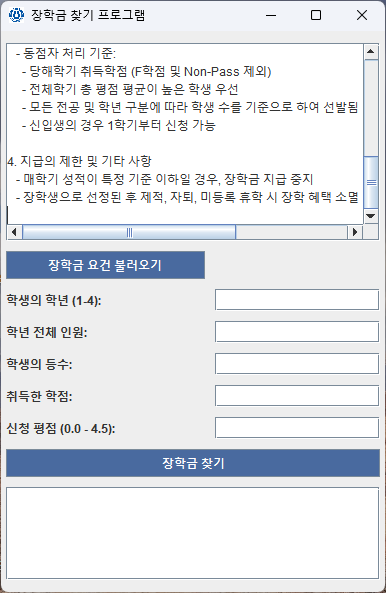 장학금 찾기 프로그램
- 동점자 처리 기준:
- 당해학기 취득학점 (F학점 및 Non-Pass 제외)
- 전체학기 총 평점 평균이 높은 학생 우선
- 모든 전공 및 학년 구분에 따라 학생 수를 기준으로 하여 선발됨
- 신입생의 경우 1학기부터 신청 가능
4. 지급의 제한 및 기타 사항
- 매학기 성적이 특정 기준 이하일 경우, 장학금 지급 중지
- 장학생으로 선정된 후 제적, 자퇴, 미등록 휴학 시 장학 혜택 소멸
장학금 요건 불러오기
학생의 학년 (1-4):
학년 전체 인원:
학생의 등수:
취득한 학점:
신청 평점 (0.0 - 4.5):
장학금 찾기